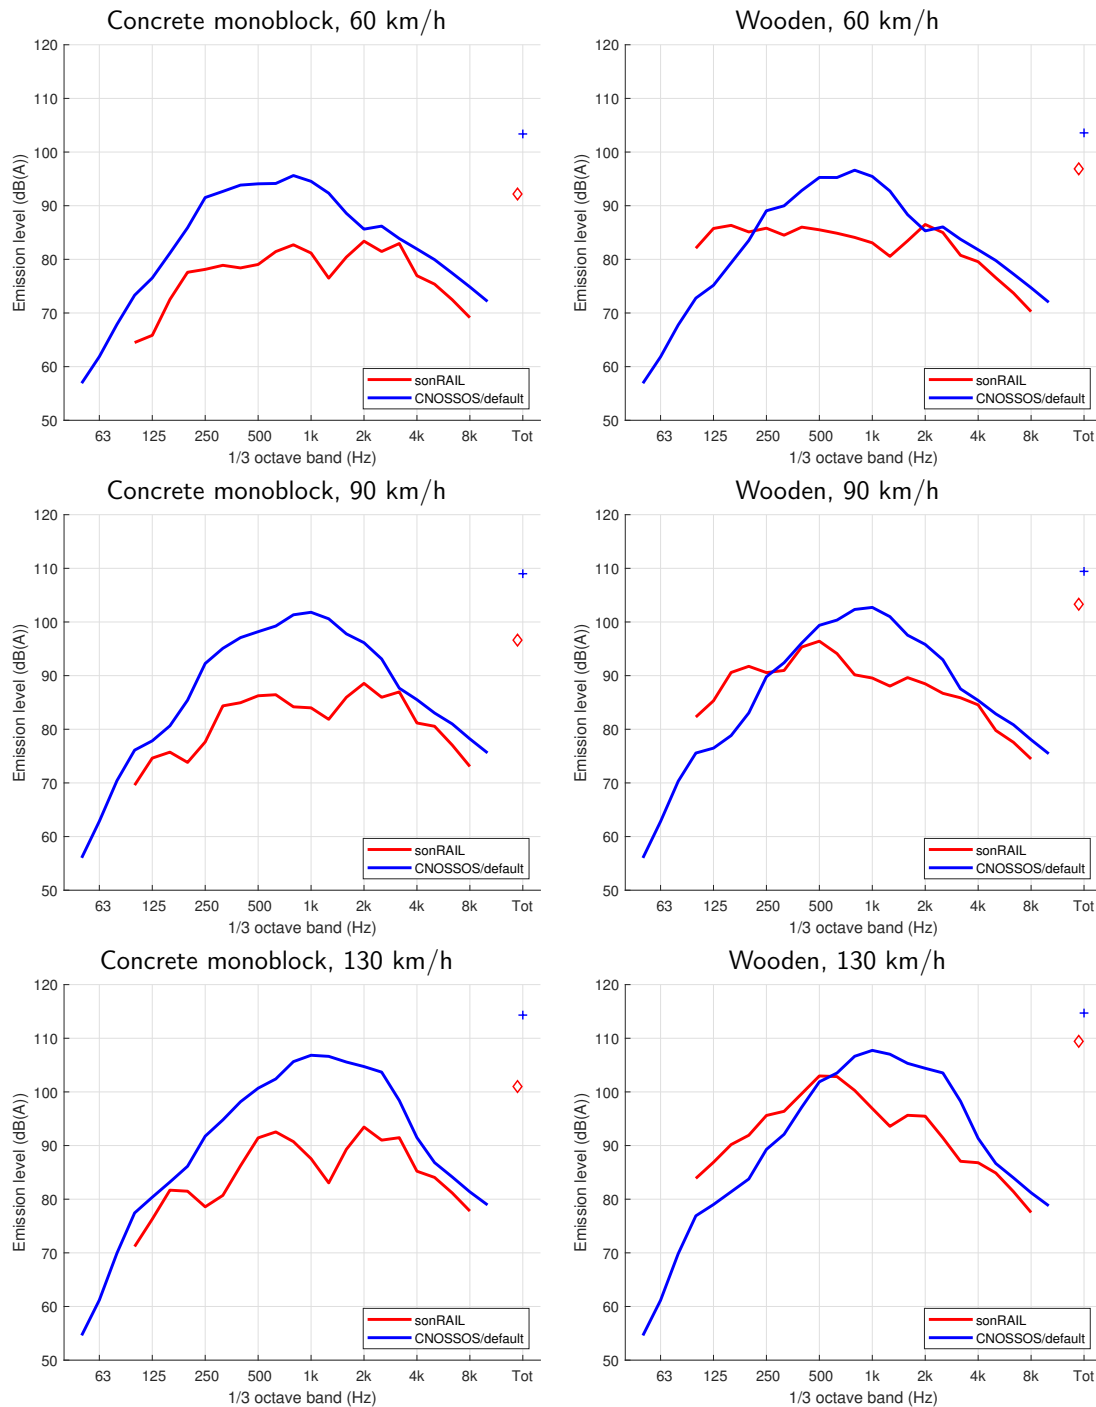 Concrete monoblock, 60 km/h
120
110
100
90
80
70
60
50
Emission level (dB(A))
63 125 250 500 1k 2k 4k 8k Tot
1/3 octave band (Hz)
sonRAIL
CNOSSOS/default
Wooden, 60 km/h
120
110
100
90
80
70
60
50
Emission level (dB(A))
63 125 250 500 1k 2k 4k 8k Tot
1/3 octave band (Hz)
sonRAIL
CNOSSOS/default
Concrete monoblock, 90 km/h
120
110
100
90
80
70
60
50
Emission level (dB(A))
63 125 250 500 1k 2k 4k 8k Tot
1/3 octave band (Hz)
sonRAIL
CNOSSOS/default
Wooden, 90 km/h
120
110
100
90
80
70
60
50
Emission level (dB(A))
63 125 250 500 1k 2k 4k 8k Tot
1/3 octave band (Hz)
sonRAIL
CNOSSOS/default
Concrete monoblock, 130 km/h
120
110
100
90
80
70
60
50
Emission level (dB(A))
63 125 250 500 1k 2k 4k 8k Tot
1/3 octave band (Hz)
sonRAIL
CNOSSOS/default
Wooden, 130 km/h
120
110
100
90
80
70
60
50
Emission level (dB(A))
63 125 250 500 1k 2k 4k 8k Tot
1/3 octave band (Hz)
sonRAIL
CNOSSOS/default